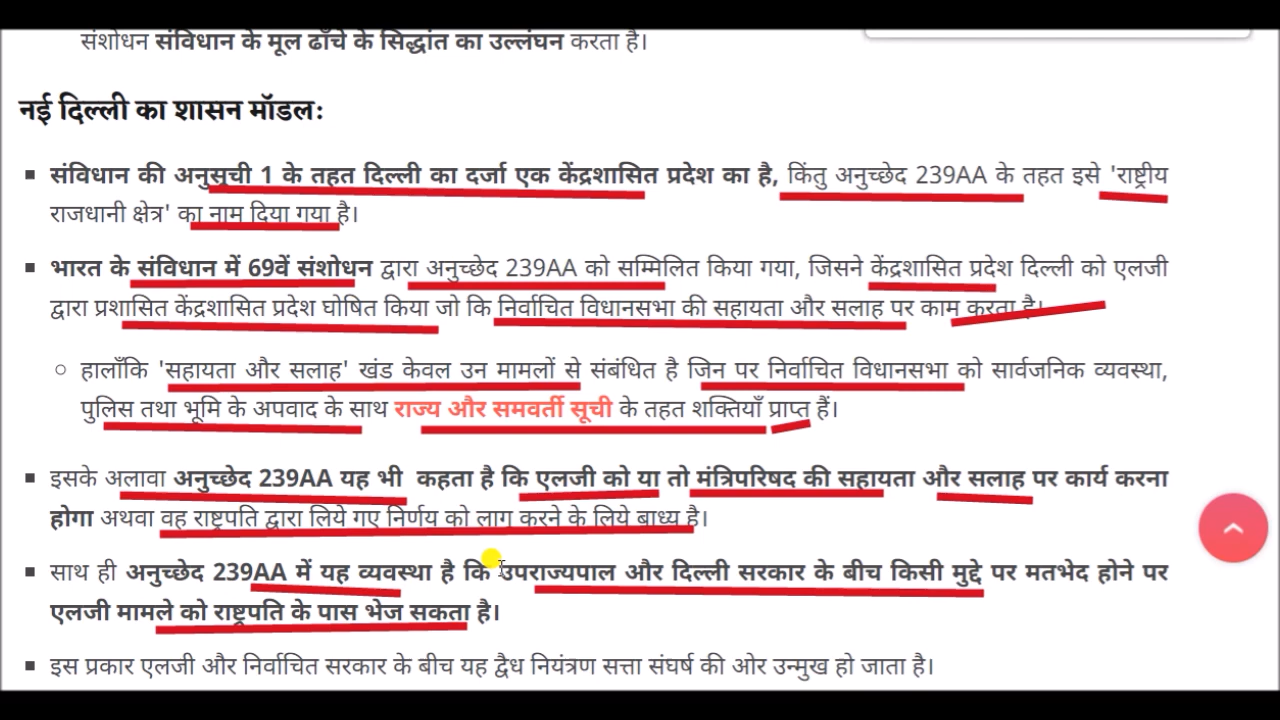 संशोधन संविधान के मूल ढाँचे के सिद्धांत का उल्लंघन करता है।
नई दिल्ली का शासन मॉडल:
▪ संविधान की अनुसूची 1 के तहत दिल्ली का दर्जा एक केंद्रशासित प्रदेश का है, किंतु अनुच्छेद 239AA के तहत इसे 'राष्ट्रीय
राजधानी क्षेत्र' का नाम दिया गया है।
▪ भारत के संविधान में 69वें संशोधन द्वारा अनुच्छेद 239AA को सम्मिलित किया गया, जिसने केंद्रशासित प्रदेश दिल्ली को एलजी
द्वारा प्रशासित केंद्रशासित प्रदेश घोषित किया जो कि निर्वाचित विधानसभा की सहायता और सलाह पर काम करता है।
○ हालाँकि 'सहायता और सलाह' खंड केवल उन मामलों से संबंधित है जिन पर निर्वाचित विधानसभा को सार्वजनिक व्यवस्था,
पुलिस तथा भूमि के अपवाद के साथ राज्य और समवर्ती सूची के तहत शक्तियाँ प्राप्त हैं।
▪ इसके अलावा अनुच्छेद 239AA यह भी कहता है कि एलजी को या तो मंत्रिपरिषद की सहायता और सलाह पर कार्य करना
होगा अथवा वह राष्ट्रपति द्वारा लिये गए निर्णय को लागू करने के लिये बाध्य है।
▪ साथ ही अनुच्छेद 239AA में यह व्यवस्था है कि उपराज्यपाल और दिल्ली सरकार के बीच किसी मुद्दे पर मतभेद होने पर
एलजी मामले को राष्ट्रपति के पास भेज सकता है।
▪ इस प्रकार एलजी और निर्वाचित सरकार के बीच यह द्वैध नियंत्रण सत्ता संघर्ष की ओर उन्मुख हो जाता है।